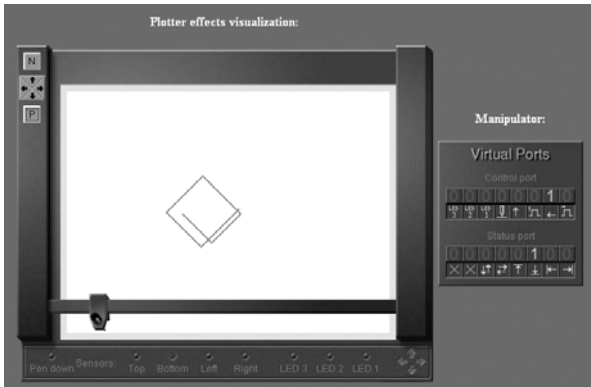 Plotter effects visualization:
N
P
Manipulator:
Virtual Ports
Control port
0 0 0 0 0 0 1 0
LED 3 LED 2 LED 1
Status port
0 0 0 0 0 1 0 0
Pen down Sensors: Top Bottom Left Right LED 3 LED 2 LED 1